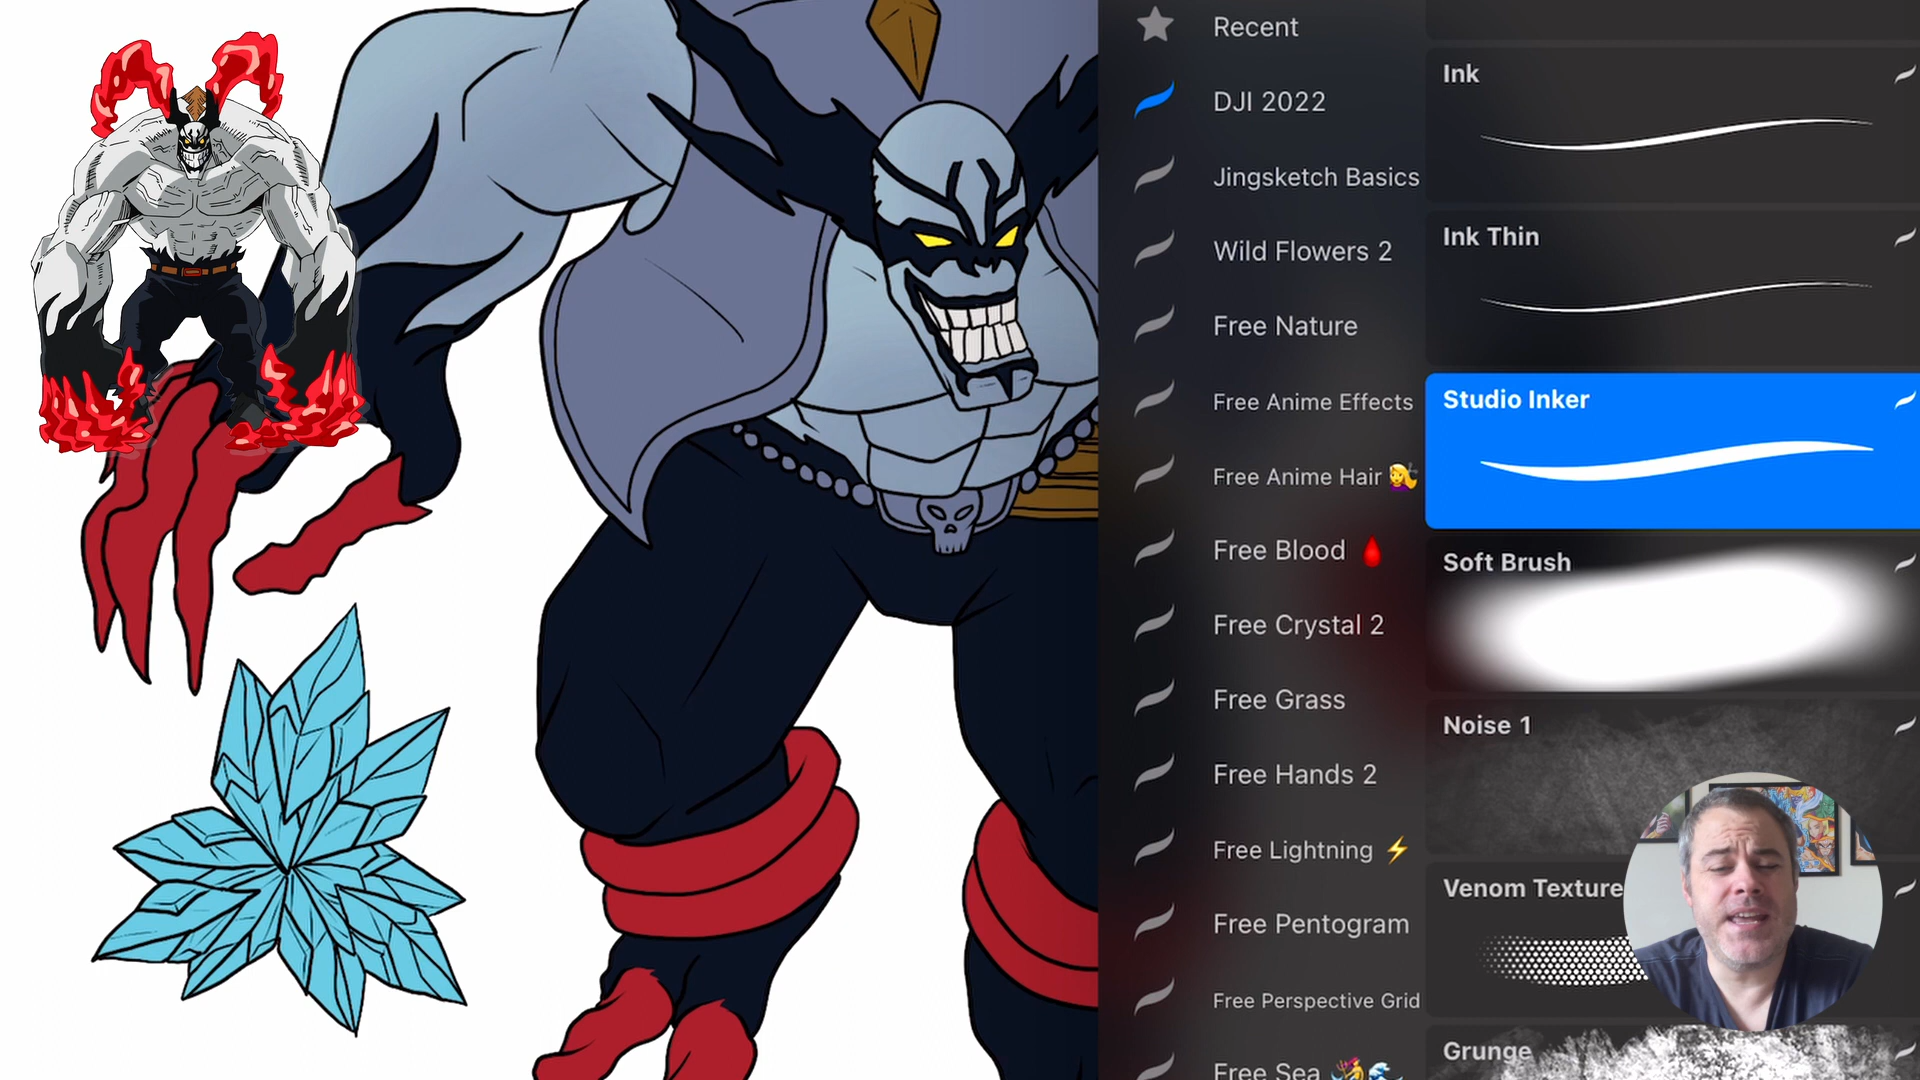 Recent
DJI 2022
Jingsketch Basics
Wild Flowers 2
Free Nature
Free Anime Effects
Free Anime Hair 💇‍♀️
Free Blood 🩸
Free Crystal 2
Free Grass
Free Hands 2
Free Lightning ⚡
Free Pentogram
Free Perspective Grid
Free Sea 🧜🌊
Ink
Ink Thin
Studio Inker
Soft Brush
Noise 1
Venom Texture
Grunge